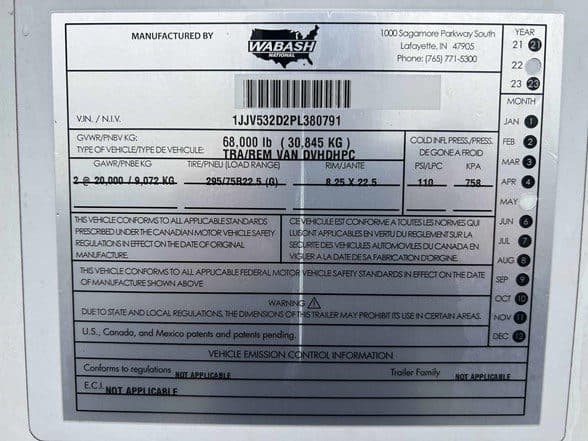 MANUFACTURED BY
WABASH
NATIONAL
1000 Sagamore Parkway South
Lafayette, IN 47905
Phone: (765) 771-5300
V.I.N. / N.I.V. 1JJV532D2PL380791
GVWR/PNBV KG: 68,000 lb ( 30,845 KG )
TYPE OF VEHICLE/TYPE DE VEHICULE: TRA/REM VAN DVHDHPC
COLD INFL.PRESS/PRESS.
DE GONE A FROID
GAWR/PNBE KG TIRE/PNEU (LOAD RANGE) RIM/JANTE PSI/LPC KPA
2 @ 20,000 / 9,072 KG 295/75R22.5 (G) 8.25 X 22.5 110 758
THIS VEHICLE CONFORMS TO ALL APPLICABLE STANDARDS
PRESCRIBED UNDER THE CANADIAN MOTOR VEHICLE SAFETY
REGULATIONS IN EFFECT ON THE DATE OF ORIGINAL
MANUFACTURE.
CE VEHICULE EST CONFORME A TOUTES LES NORMES QUI
LUI SONT APPLICABLES EN VERTU DU REGLEMENT SUR LA
SECURITE DES VEHICULES AUTOMOVILES DU CANADA EN
VIGUER A LA DATE DE SA FABRICATION D'ORIGINE.
THIS VEHICLE CONFORMS TO ALL APPLICABLE FEDERAL MOTOR VEHICLE SAFETY STANDARDS IN EFFECT ON THE DATE
OF MANUFACTURE SHOWN ABOVE
WARNING
DUE TO STATE AND LOCAL REGULATIONS, THE DIMENSIONS OF THIS TRAILER MAY PROHIBIT ITS USE IN CERTAIN AREAS.
U.S., Canada, and Mexico patents and patents pending.
VEHICLE EMISSION CONTROL INFORMATION
Conforms to regulations NOT APPLICABLE Trailer Family NOT APPLICABLE
E.C.I. NOT APPLICABLE
YEAR
21 21
22
23 23
MONTH
JAN 1
FEB 2
MAR 3
APR 4
MAY
JUN 6
JUL 7
AUG 8
SEP 9
OCT 10
NOV 11
DEC 12